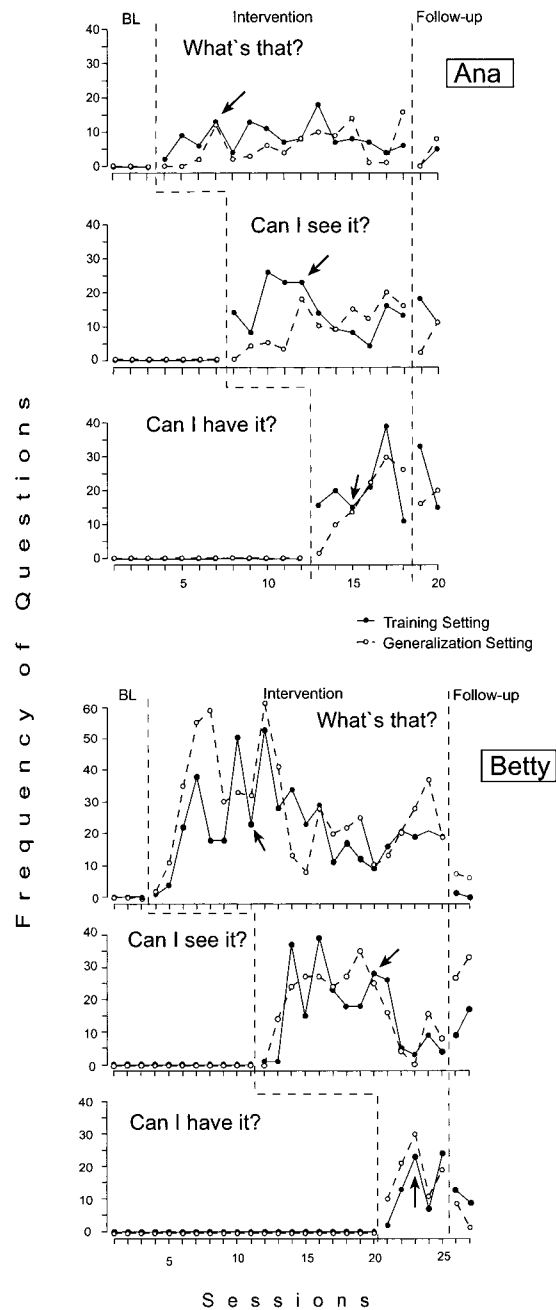 BL Intervention Follow-up
What`s that?
Ana
40
30
20
10
0
Can I see it?
40
30
20
10
0
Can I have it?
40
30
20
10
0
5 10 15 20
Training Setting
Generalization Setting
Frequency of Questions
BL Intervention Follow-up
What`s that?
Betty
60
50
40
30
20
10
0
Can I see it?
40
30
20
10
0
Can I have it?
40
30
20
10
0
5 10 15 20 25
Sessions